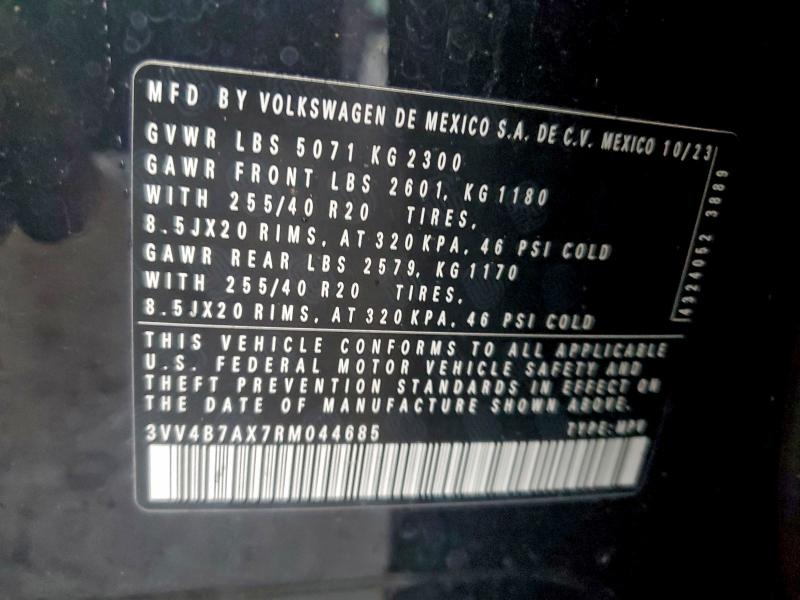 MFD BY VOLKSWAGEN DE MEXICO S.A. DE C.V. MEXICO 10/23
GVWR LBS 5071 KG 2300
GAWR FRONT LBS 2601, KG 1180
WITH 255/40 R20 TIRES,
8.5JX20 RIMS, AT 320 KPA, 46 PSI COLD
GAWR REAR LBS 2579, KG 1170
WITH 255/40 R20 TIRES,
8.5JX20 RIMS, AT 320 KPA, 46 PSI COLD
4324052 3889
THIS VEHICLE CONFORMS TO ALL APPLICABLE
U.S. FEDERAL MOTOR VEHICLE SAFETY AND
THEFT PREVENTION STANDARDS IN EFFECT ON
THE DATE OF MANUFACTURE SHOWN ABOVE.
3VV4B7AX7RM044685 TYPE:MPV